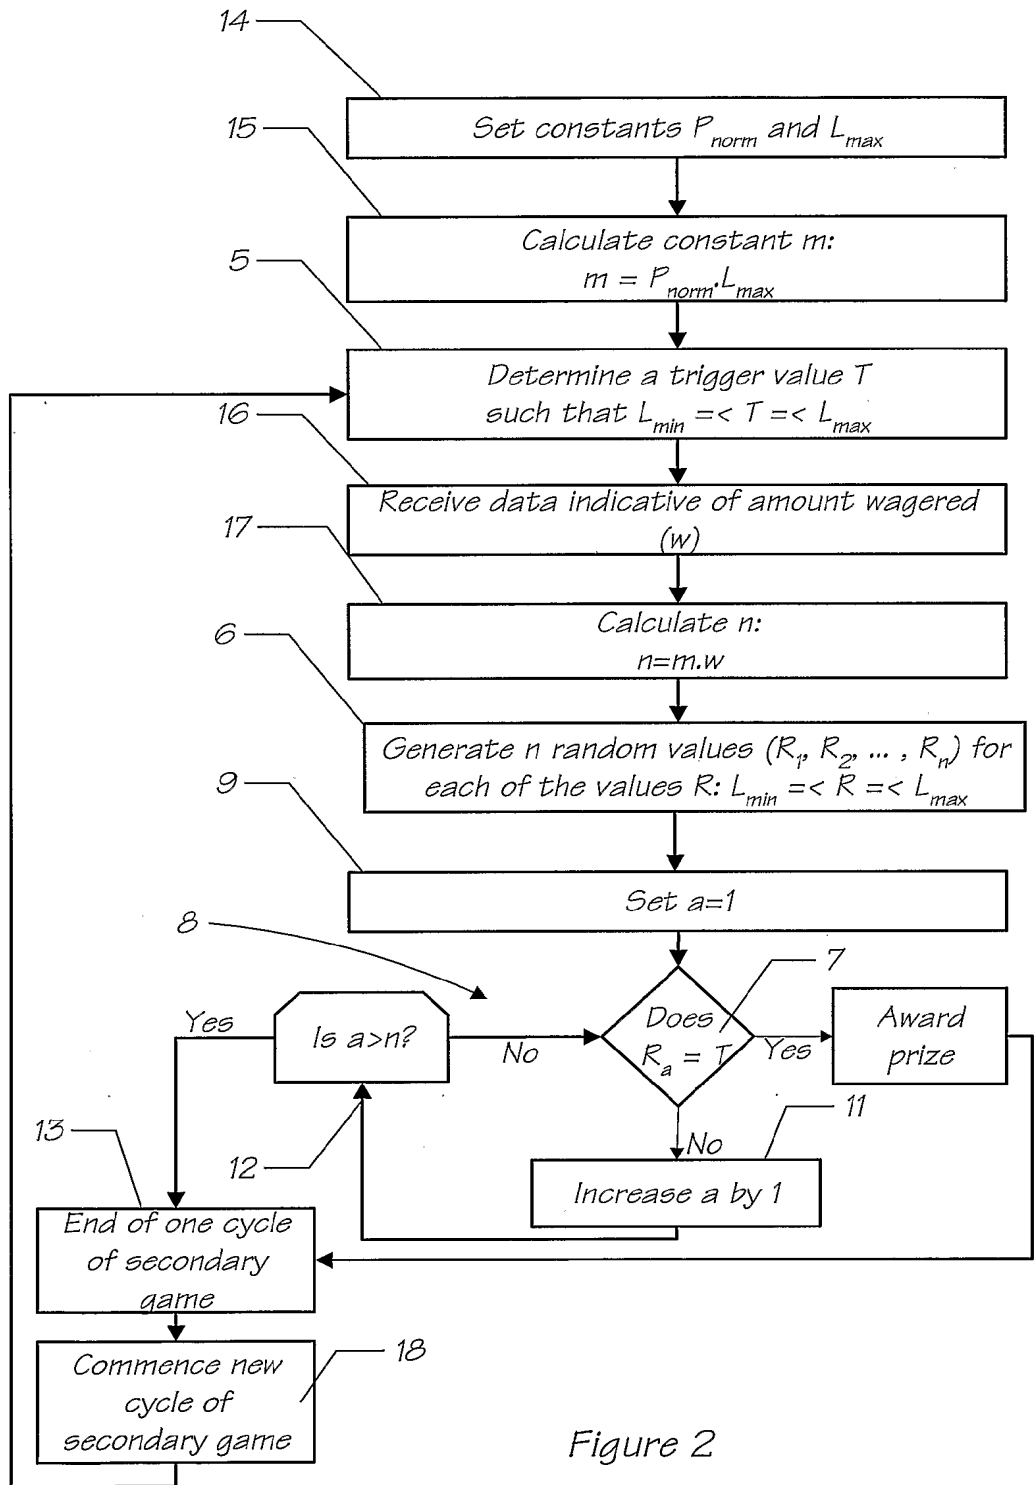 14
Set constants P_norm and L_max
15
Calculate constant m:
m = P_norm.L_max
5
Determine a trigger value T
such that L_min =< T =< L_max
16
Receive data indicative of amount wagered
(w)
17
Calculate n:
n=m.w
6
Generate n random values (R_1, R_2, ... , R_n) for
each of the values R: L_min =< R =< L_max
9
Set a=1
8
7
Does
R_a = T
Yes
Award
prize
No
Is a>n?
Yes
No
11
12
Increase a by 1
13
End of one cycle
of secondary
game
18
Commence new
cycle of
secondary game
Figure 2